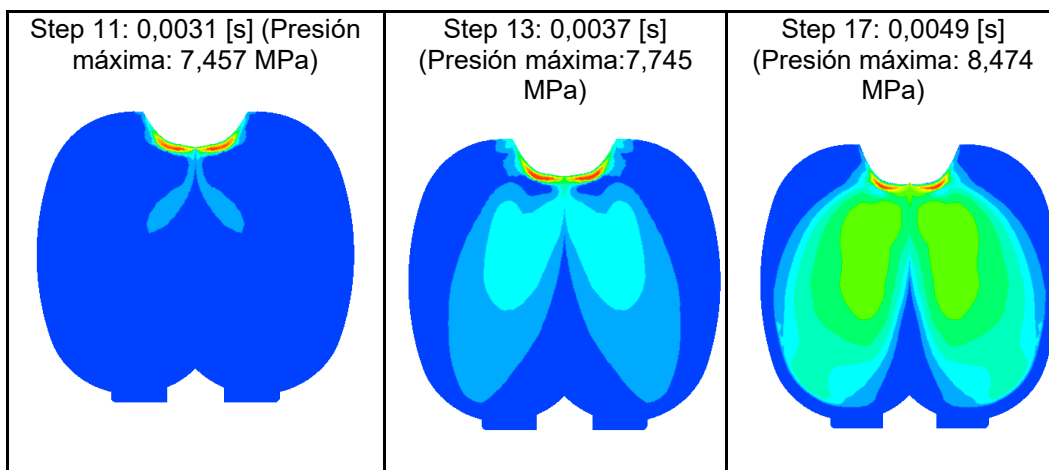 Step 11: 0,0031 [s] (Presión
máxima: 7,457 MPa)
Step 13: 0,0037 [s]
(Presión máxima:7,745
MPa)
Step 17: 0,0049 [s]
(Presión máxima: 8,474
MPa)